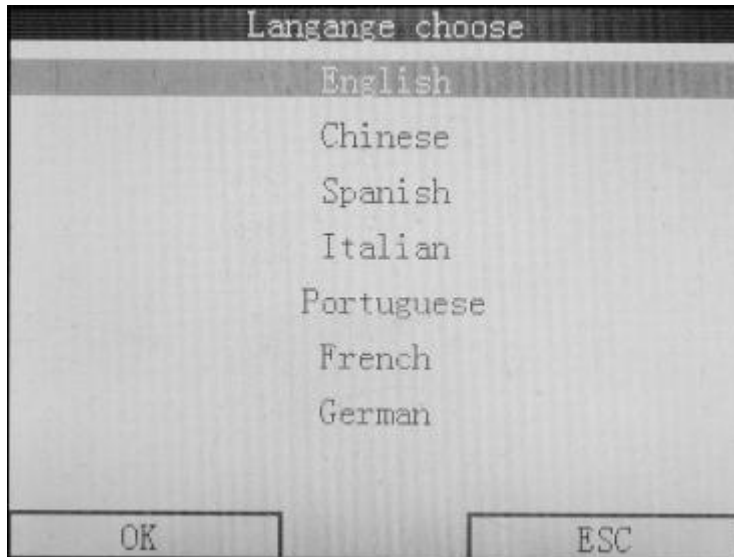 Langange choose
English
Chinese
Spanish
Italian
Portuguese
French
German
OK ESC